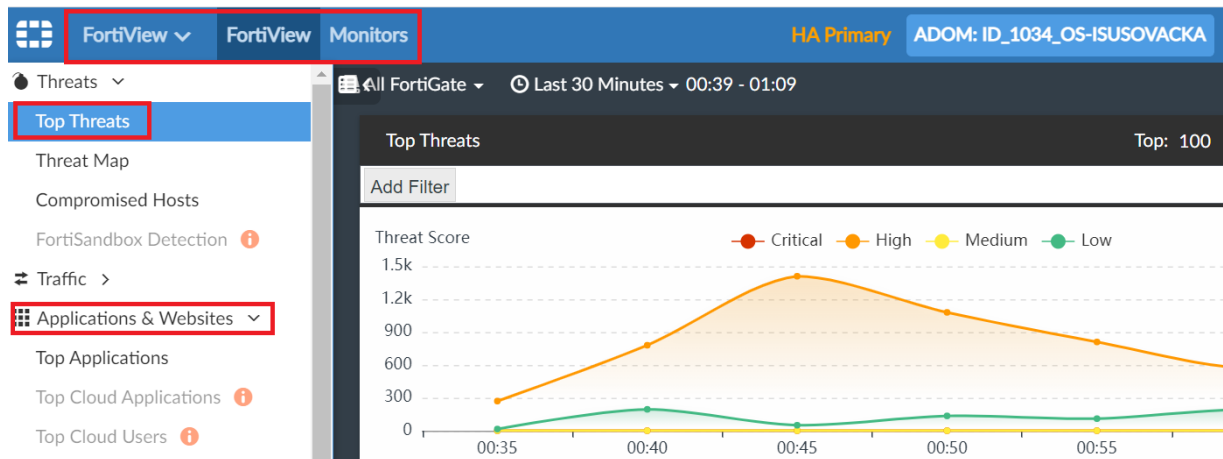 FortiView FortiView Monitors HA Primary ADOM: ID_1034_OS-ISUSOVACKA
Threats
Top Threats
Threat Map
Compromised Hosts
FortiSandbox Detection
Traffic
Applications & Websites
Top Applications
Top Cloud Applications
Top Cloud Users
All FortiGate Last 30 Minutes 00:39 - 01:09
Top Threats Top: 100
Add Filter
Threat Score Critical High Medium Low
1.5k
1.2k
900
600
300
0
00:35 00:40 00:45 00:50 00:55